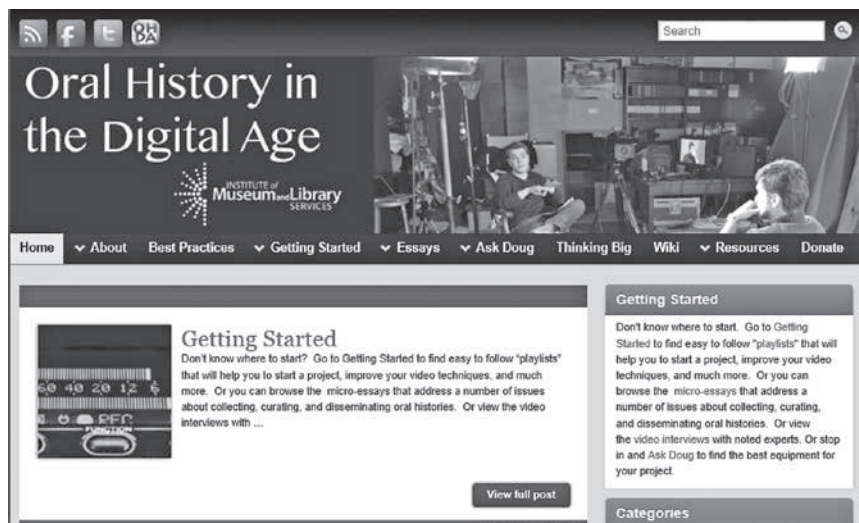 OH
DA
Search
Oral History in
the Digital Age
INSTITUTE of
Museum and Library
SERVICES
Home About Best Practices Getting Started Essays Ask Doug Thinking Big Wiki Resources Donate
Getting Started
Don't know where to start? Go to Getting Started to find easy to follow "playlists"
that will help you to start a project, improve your video techniques, and much
more. Or you can browse the micro-essays that address a number of issues
about collecting, curating, and disseminating oral histories. Or view the video
interviews with ...
60 40 20 12 6
REC
FUNCTION
View full post
Getting Started
Don't know where to start. Go to Getting
Started to find easy to follow "playlists" that will
help you to start a project, improve your video
techniques, and much more. Or you can
browse the micro-essays that address a
number of issues about collecting, curating,
and disseminating oral histories. Or view
the video interviews with noted experts. Or stop
in and Ask Doug to find the best equipment for
your project
Categories